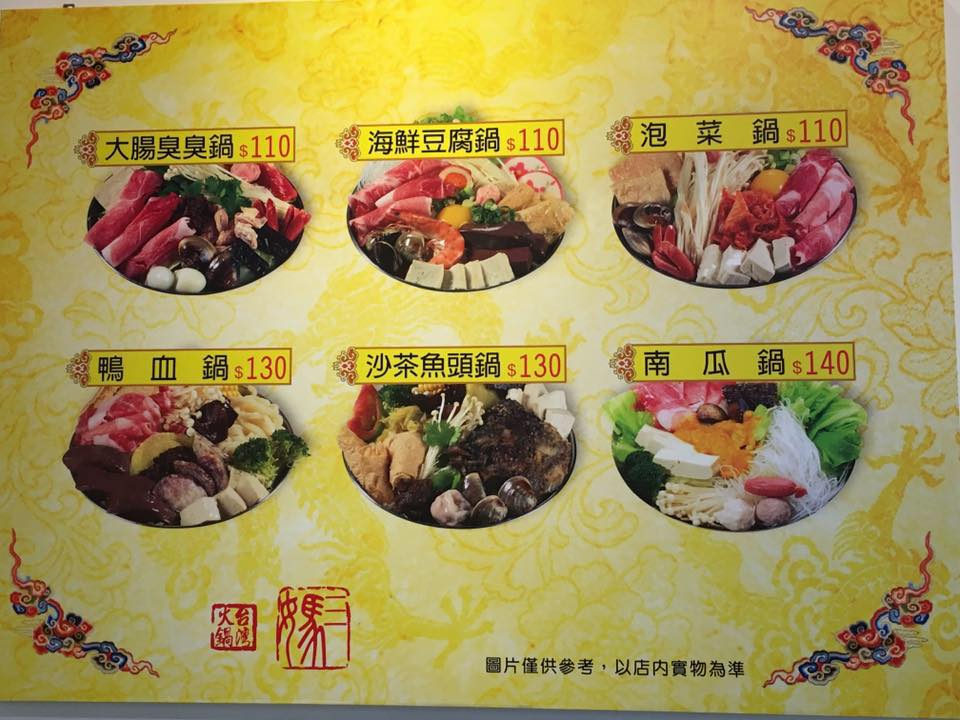 大腸臭臭鍋 $110
海鮮豆腐鍋 $110
泡菜鍋 $110
鴨血鍋 $130
沙茶魚頭鍋 $130
南瓜鍋 $140
台灣
火鍋
圖片僅供參考，以店內實物為準